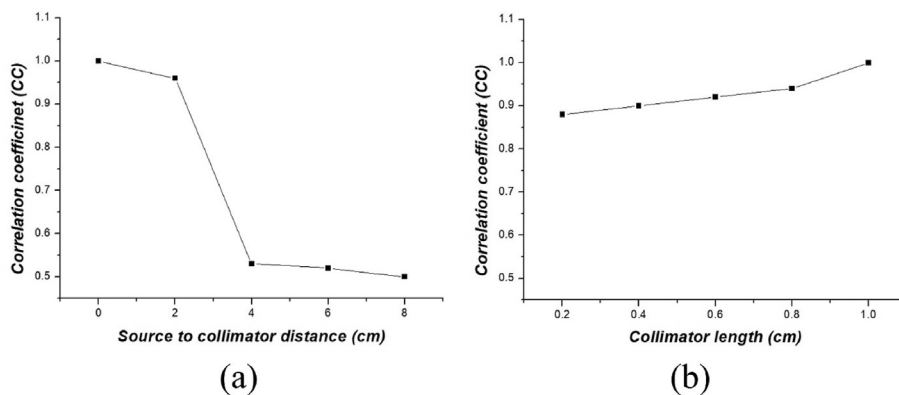 1.1
1.0
0.9
0.8
0.7
0.6
0.5
Correlation coefficinet (CC)
0 2 4 6 8
Source to collimator distance (cm)
(a)
1.1
1.0
0.9
0.8
0.7
0.6
0.5
Correlation coefficient (CC)
0.2 0.4 0.6 0.8 1.0
Collimator length (cm)
(b)